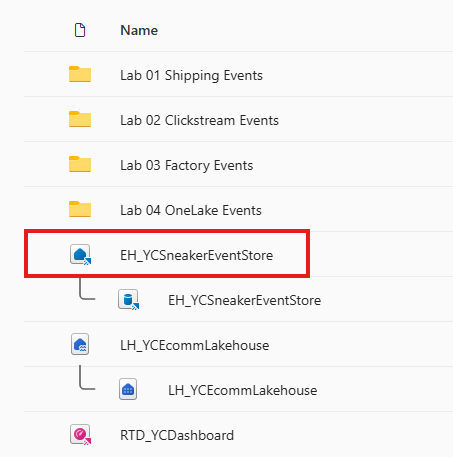 Name
Lab 01 Shipping Events
Lab 02 Clickstream Events
Lab 03 Factory Events
Lab 04 OneLake Events
EH_YCSneakerEventStore
EH_YCSneakerEventStore
LH_YCEcommLakehouse
LH_YCEcommLakehouse
RTD_YCDashboard